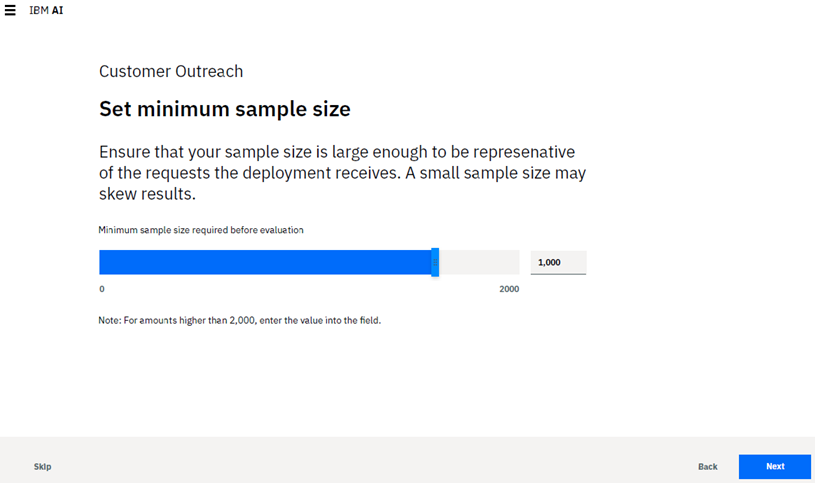 IBM AI
Customer Outreach
Set minimum sample size
Ensure that your sample size is large enough to be represenative
of the requests the deployment receives. A small sample size may
skew results.
Minimum sample size required before evaluation
1,000
0 2000
Note: For amounts higher than 2,000, enter the value into the field.
Skip Back Next